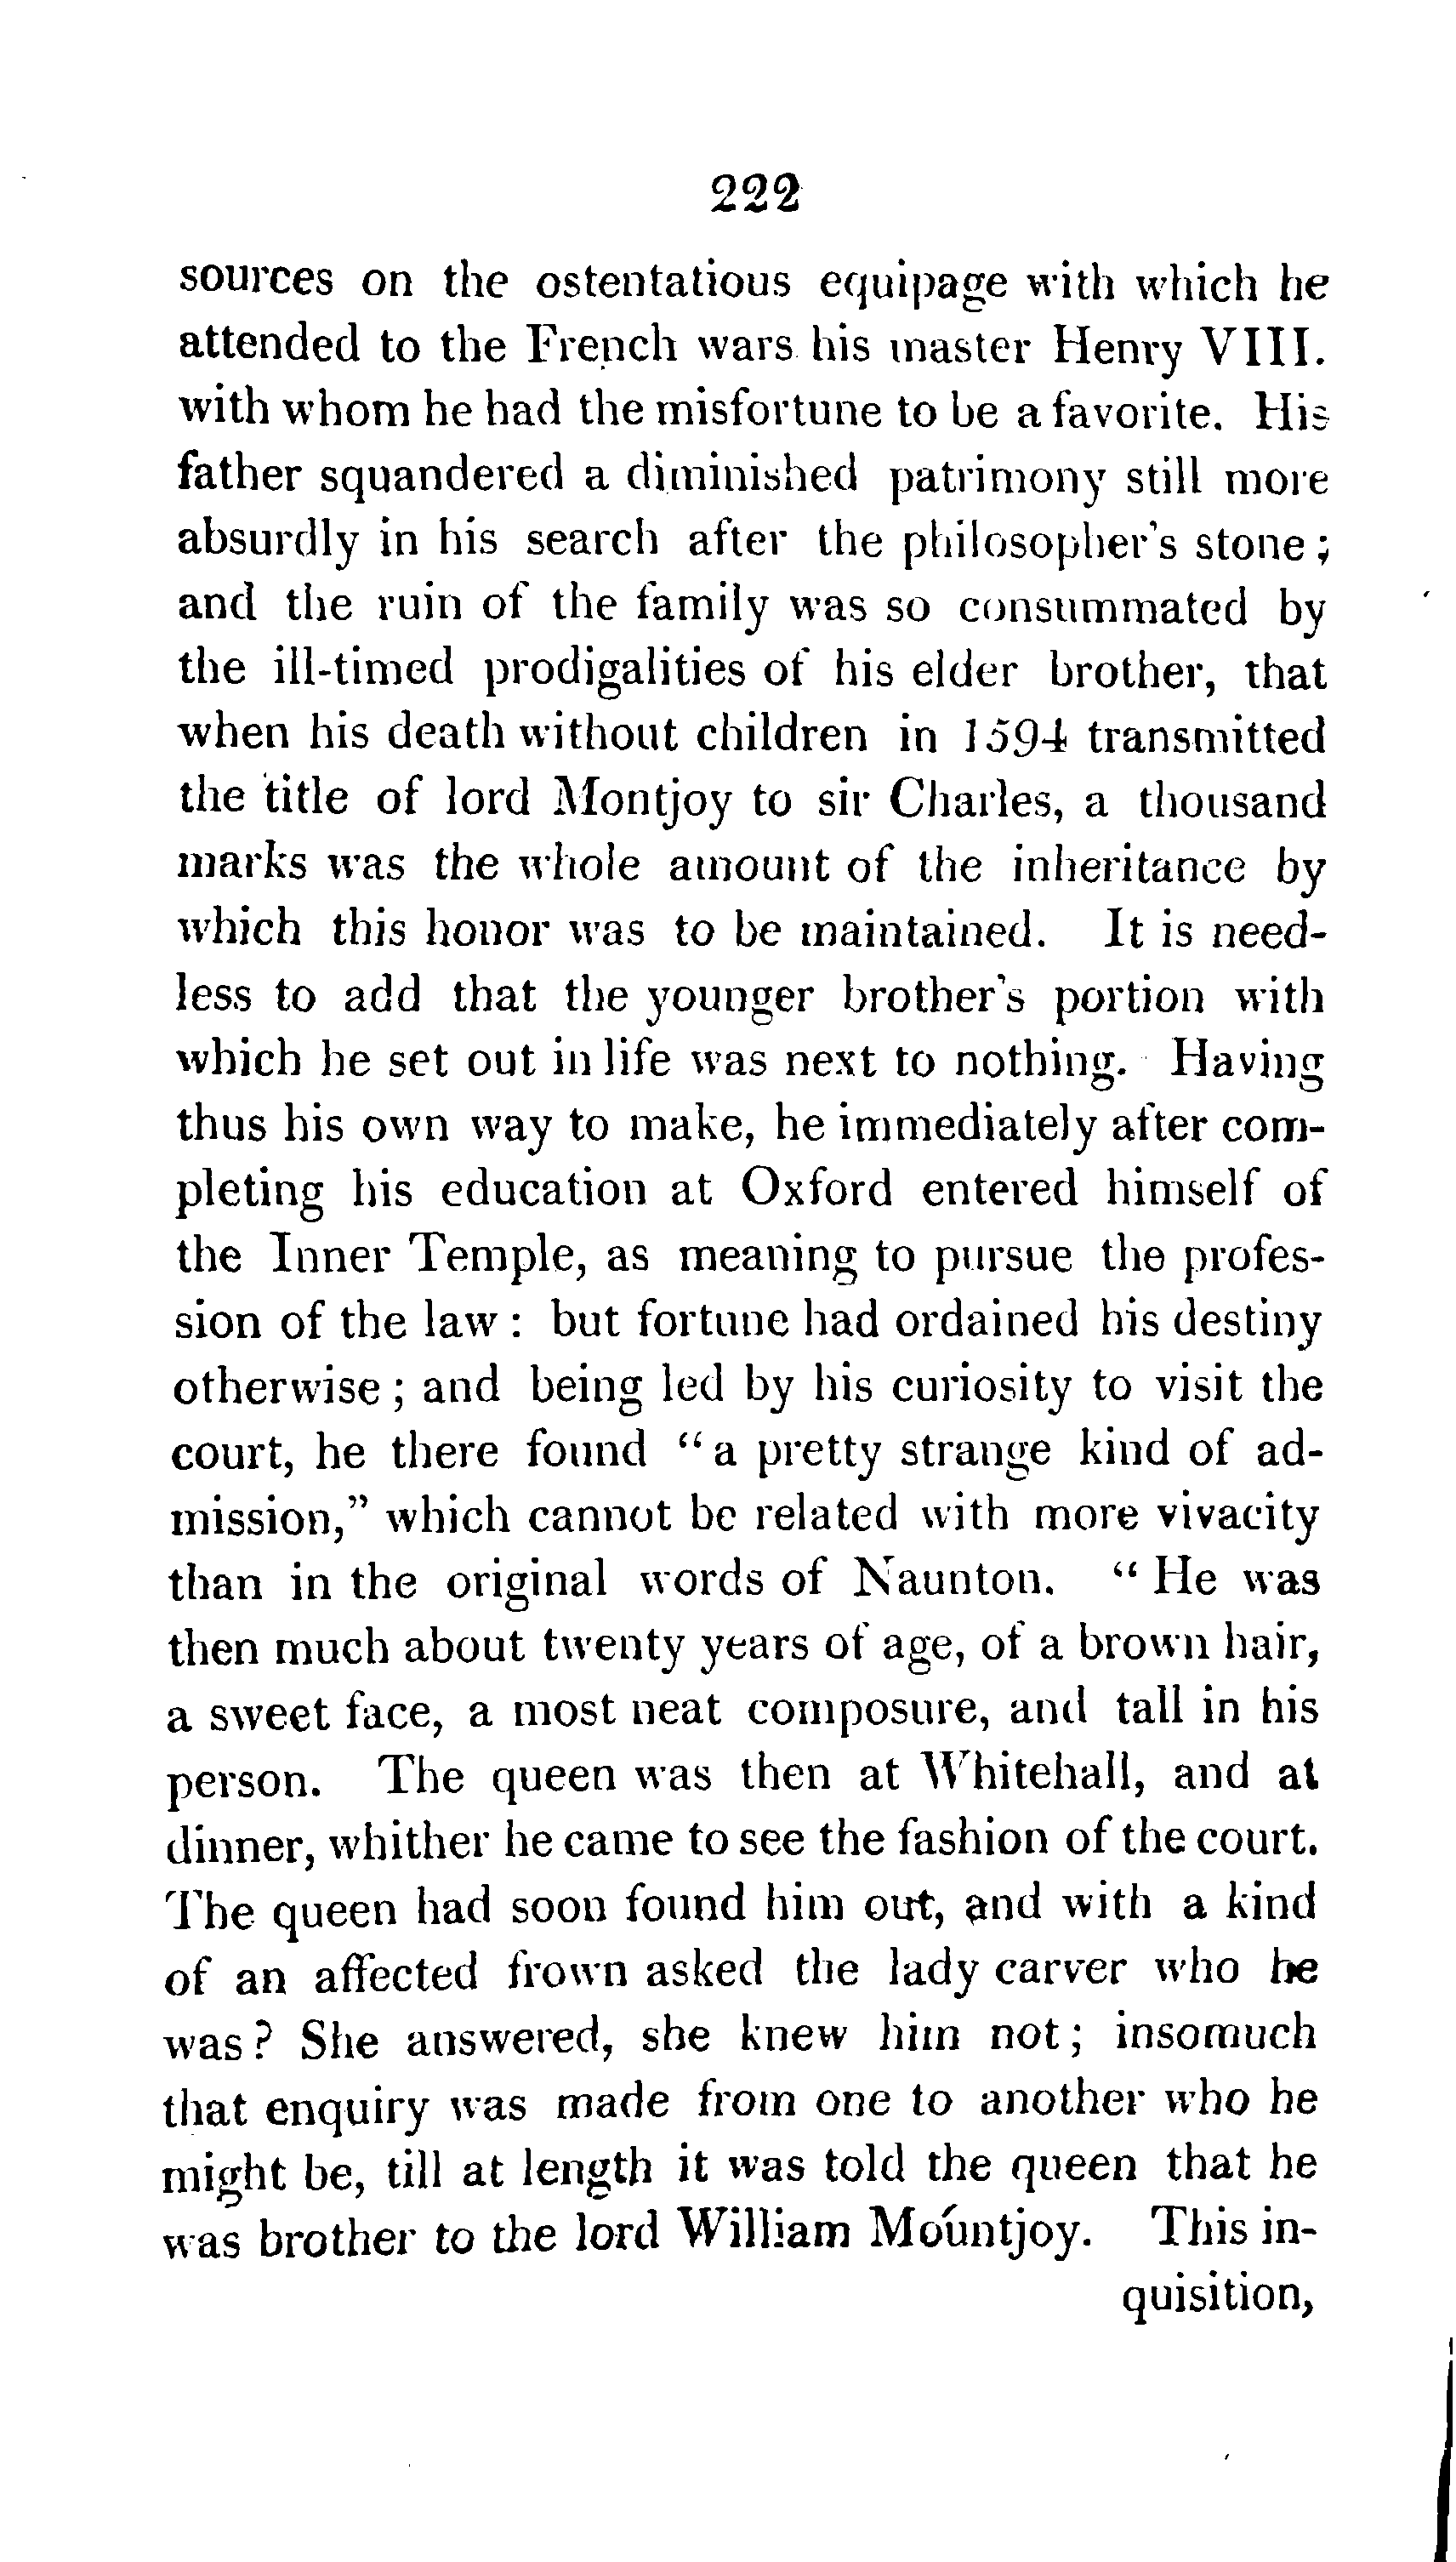 222
sources on the ostentatious equipage with which he
attended to the French wars his master Henry VIII.
with whom he had the misfortune to be a favorite. His
father squandered a diminished patrimony still more
absurdly in his search after the philosopher's stone;
and the ruin of the family was so consummated by
the ill-timed prodigalities of his elder brother, that
when his death without children in 1594 transmitted
the title of lord Montjoy to sir Charles, a thousand
marks was the whole amount of the inheritance by
which this honor was to be maintained. It is need-
less to add that the younger brother's portion with
which he set out in life was next to nothing. Having
thus his own way to make, he immediately after com-
pleting his education at Oxford entered himself of
the Inner Temple, as meaning to pursue the profes-
sion of the law: but fortune had ordained his destiny
otherwise; and being led by his curiosity to visit the
court, he there found "a pretty strange kind of ad-
mission," which cannot be related with more vivacity
than in the original words of Naunton. "He was
then much about twenty years of age, of a brown hair,
a sweet face, a most neat composure, and tall in his
person. The queen was then at Whitehall, and at
dinner, whither he came to see the fashion of the court.
The queen had soon found him out, and with a kind
of an affected frown asked the lady carver who he
was? She answered, she knew him not; insomuch
that enquiry was made from one to another who he
might be, till at length it was told the queen that he
was brother to the lord William Mountjoy. This in-
quisition,